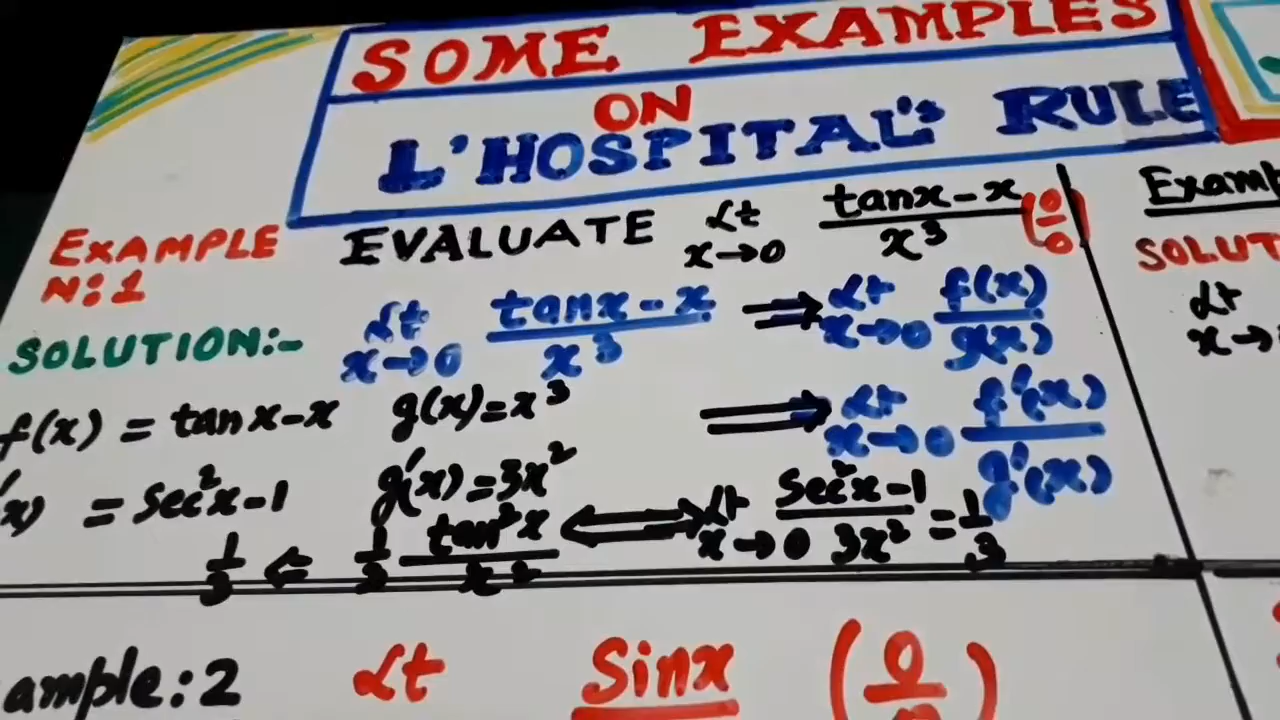 SOME EXAMPLES
ON
L'HOSPITAL'S RULE
EXAMPLE N:1 EVALUATE Lt x→0 tanx-x/x³ (0/0)
SOLUTION:- Lt x→0 tanx-x/x³ ⇒ Lt x→0 f(x)/g(x)
f(x) = tanx-x g(x)=x³ ⇒ Lt x→0 f'(x)/g'(x)
'x) = Sec²x-1 g'(x)=3x²
1/3 ⇐ 1/3 tan²x/x² ⇔ Lt x→0 Sec²x-1/3x² = 1/3
Examp
SOLUT
Lt
x→
ample:2 Lt Sinx (0/0)